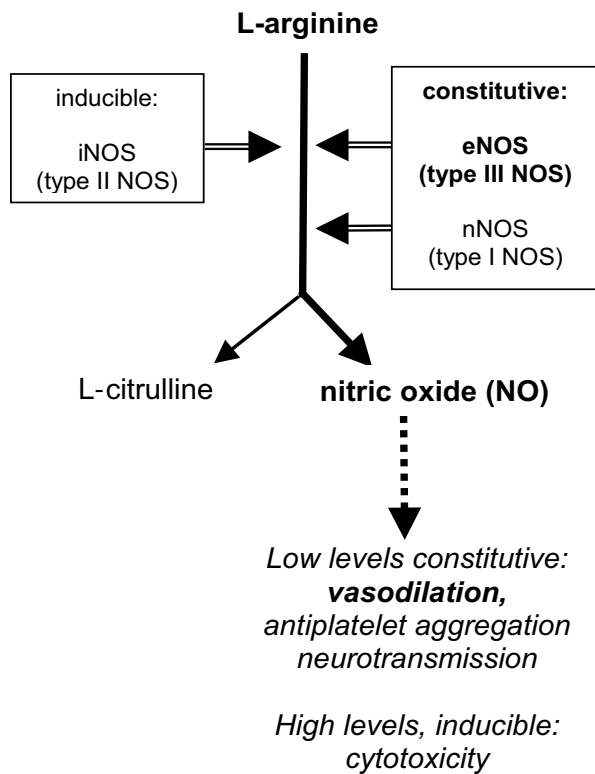 L-arginine
inducible:
iNOS
(type II NOS)
constitutive:
eNOS
(type III NOS)
nNOS
(type I NOS)
L-citrulline
nitric oxide (NO)
Low levels constitutive:
vasodilation,
antiplatelet aggregation
neurotransmission
High levels, inducible:
cytotoxicity